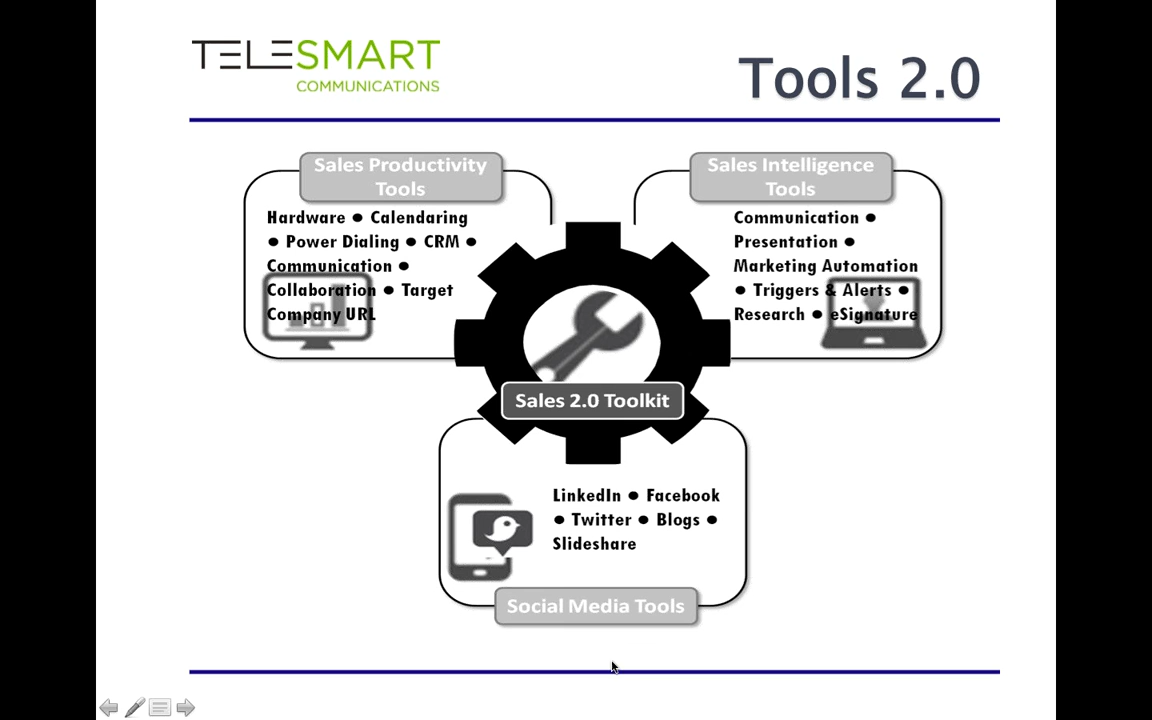 TELESMART
COMMUNICATIONS
Tools 2.0
Sales Productivity
Tools
Hardware ● Calendaring
● Power Dialing ● CRM ●
Communication ●
Collaboration ● Target
Company URL
Sales Intelligence
Tools
Communication ●
Presentation ●
Marketing Automation
● Triggers & Alerts ●
Research ● eSignature
Sales 2.0 Toolkit
LinkedIn ● Facebook
● Twitter ● Blogs ●
Slideshare
Social Media Tools